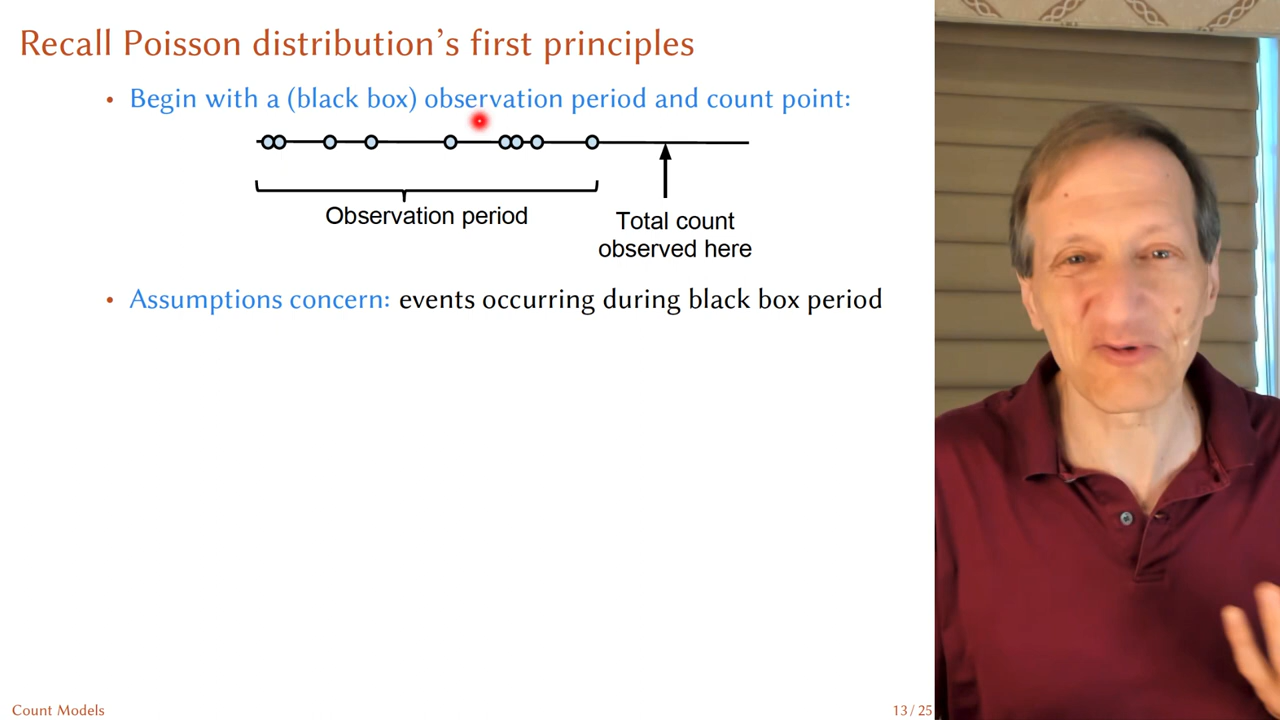 Recall Poisson distribution’s first principles
• Begin with a (black box) observation period and count point:
Observation period
Total count
observed here
• Assumptions concern: events occurring during black box period
Count Models
13 / 25